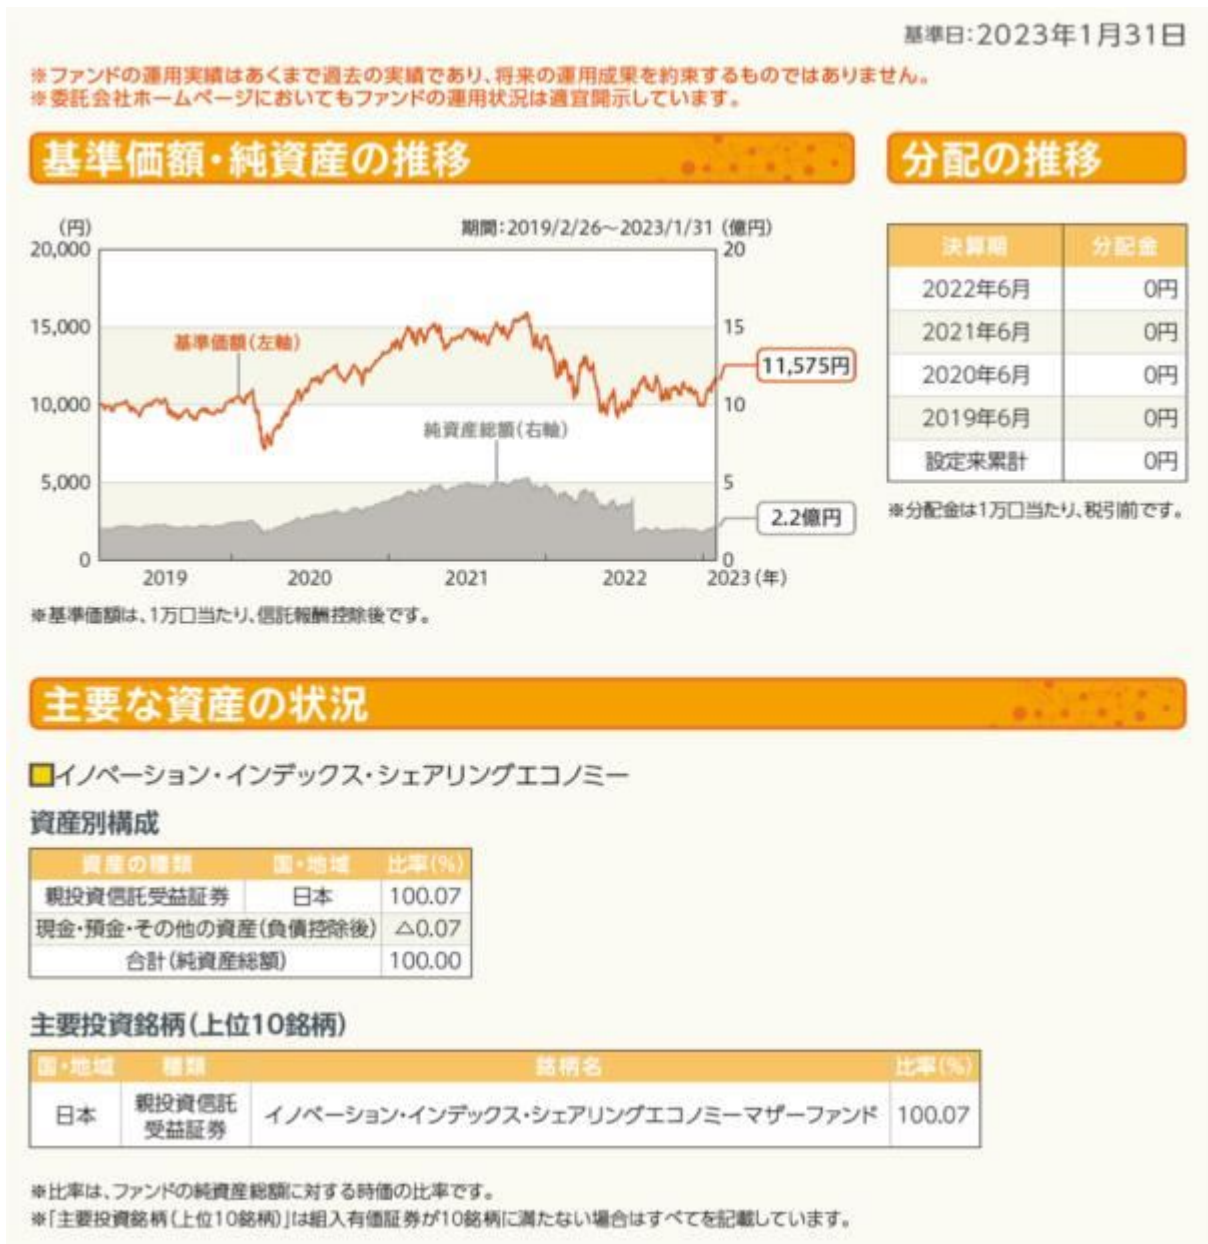 基準日:2023年1月31日
※ファンドの運用実績はあくまで過去の実績であり、将来の運用成果を約束するものではありません。
※委託会社ホームページにおいてもファンドの運用状況は適宜開示しています。
基準価額・純資産の推移
分配の推移
(円)
期間:2019/2/26～2023/1/31 (億円)
20,000
20
15,000
15
基準価額(左軸)
11,575円
10,000
10
純資産総額(右軸)
5,000
5
2.2億円
0
0
2019 2020 2021 2022 2023(年)
※基準価額は、1万口当たり、信託報酬控除後です。
決算期 分配金
2022年6月 0円
2021年6月 0円
2020年6月 0円
2019年6月 0円
設定来累計 0円
※分配金は1万口当たり、税引前です。
主要な資産の状況
イノベーション・インデックス・シェアリングエコノミー
資産別構成
資産の種類 国・地域 比率(%)
親投資信託受益証券 日本 100.07
現金・預金・その他の資産(負債控除後) △0.07
合計(純資産総額) 100.00
主要投資銘柄(上位10銘柄)
国・地域 種類 銘柄名 比率(%)
日本 親投資信託受益証券 イノベーション・インデックス・シェアリングエコノミーマザーファンド 100.07
※比率は、ファンドの純資産総額に対する時価の比率です。
※「主要投資銘柄(上位10銘柄)」は組入有価証券が10銘柄に満たない場合はすべてを記載しています。